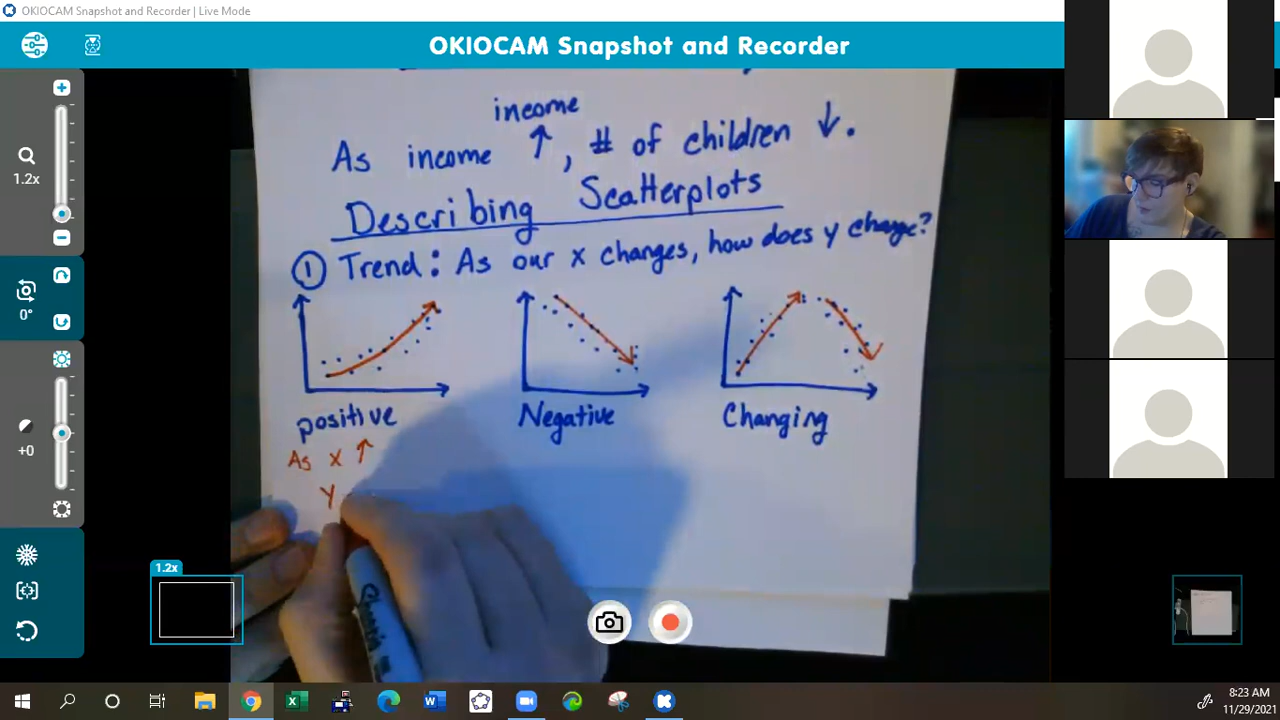 OKIOCAM Snapshot and Recorder | Live Mode
OKIOCAM Snapshot and Recorder
1.2x
0°
+0
income
As income ↑, # of children ↓.
Describing Scatterplots
① Trend: As our x changes, how does y change?
positive
Negative
Changing
As x ↑
y
1.2x
8:23 AM
11/29/2021